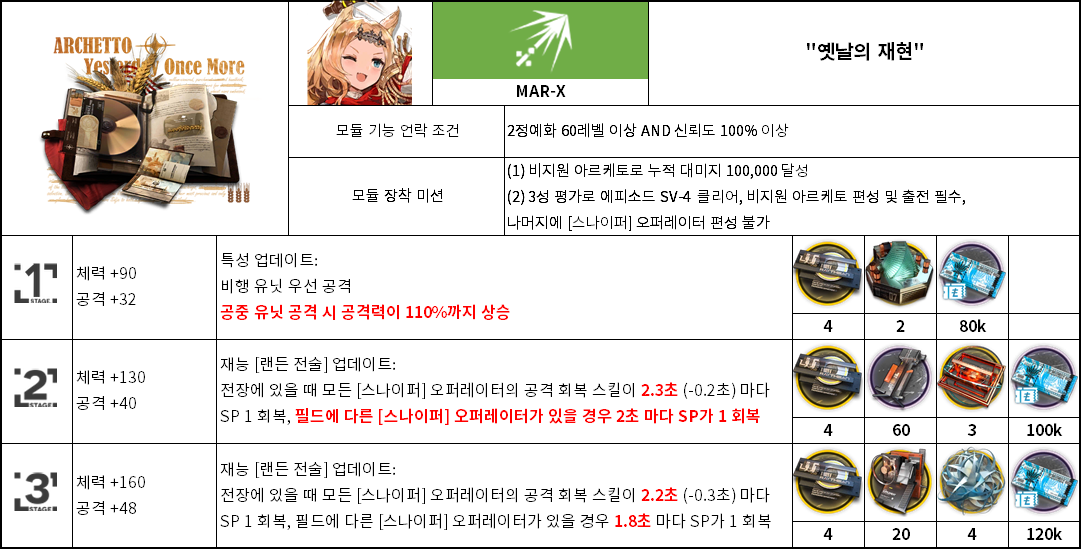 ARCHETTO
Yesterday Once More
MAR-X
"옛날의 재현"
모듈 기능 언락 조건
2정예화 60레벨 이상 AND 신뢰도 100% 이상
모듈 장착 미션
(1) 비지원 아르케토로 누적 대미지 100,000 달성
(2) 3성 평가로 에피소드 SV-4 클리어, 비지원 아르케토 편성 및 출전 필수,
나머지에 [스나이퍼] 오퍼레이터 편성 불가
1
STAGE
체력 +90
공격 +32
특성 업데이트:
비행 유닛 우선 공격
공중 유닛 공격 시 공격력이 110%까지 상승
4 2 80k
2
STAGE
체력 +130
공격 +40
재능 [랜든 전술] 업데이트:
전장에 있을 때 모든 [스나이퍼] 오퍼레이터의 공격 회복 스킬이 2.3초 (-0.2초) 마다
SP 1 회복, 필드에 다른 [스나이퍼] 오퍼레이터가 있을 경우 2초 마다 SP가 1 회복
4 60 3 100k
3
STAGE
체력 +160
공격 +48
재능 [랜든 전술] 업데이트:
전장에 있을 때 모든 [스나이퍼] 오퍼레이터의 공격 회복 스킬이 2.2초 (-0.3초) 마다
SP 1 회복, 필드에 다른 [스나이퍼] 오퍼레이터가 있을 경우 1.8초 마다 SP가 1 회복
4 20 4 120k